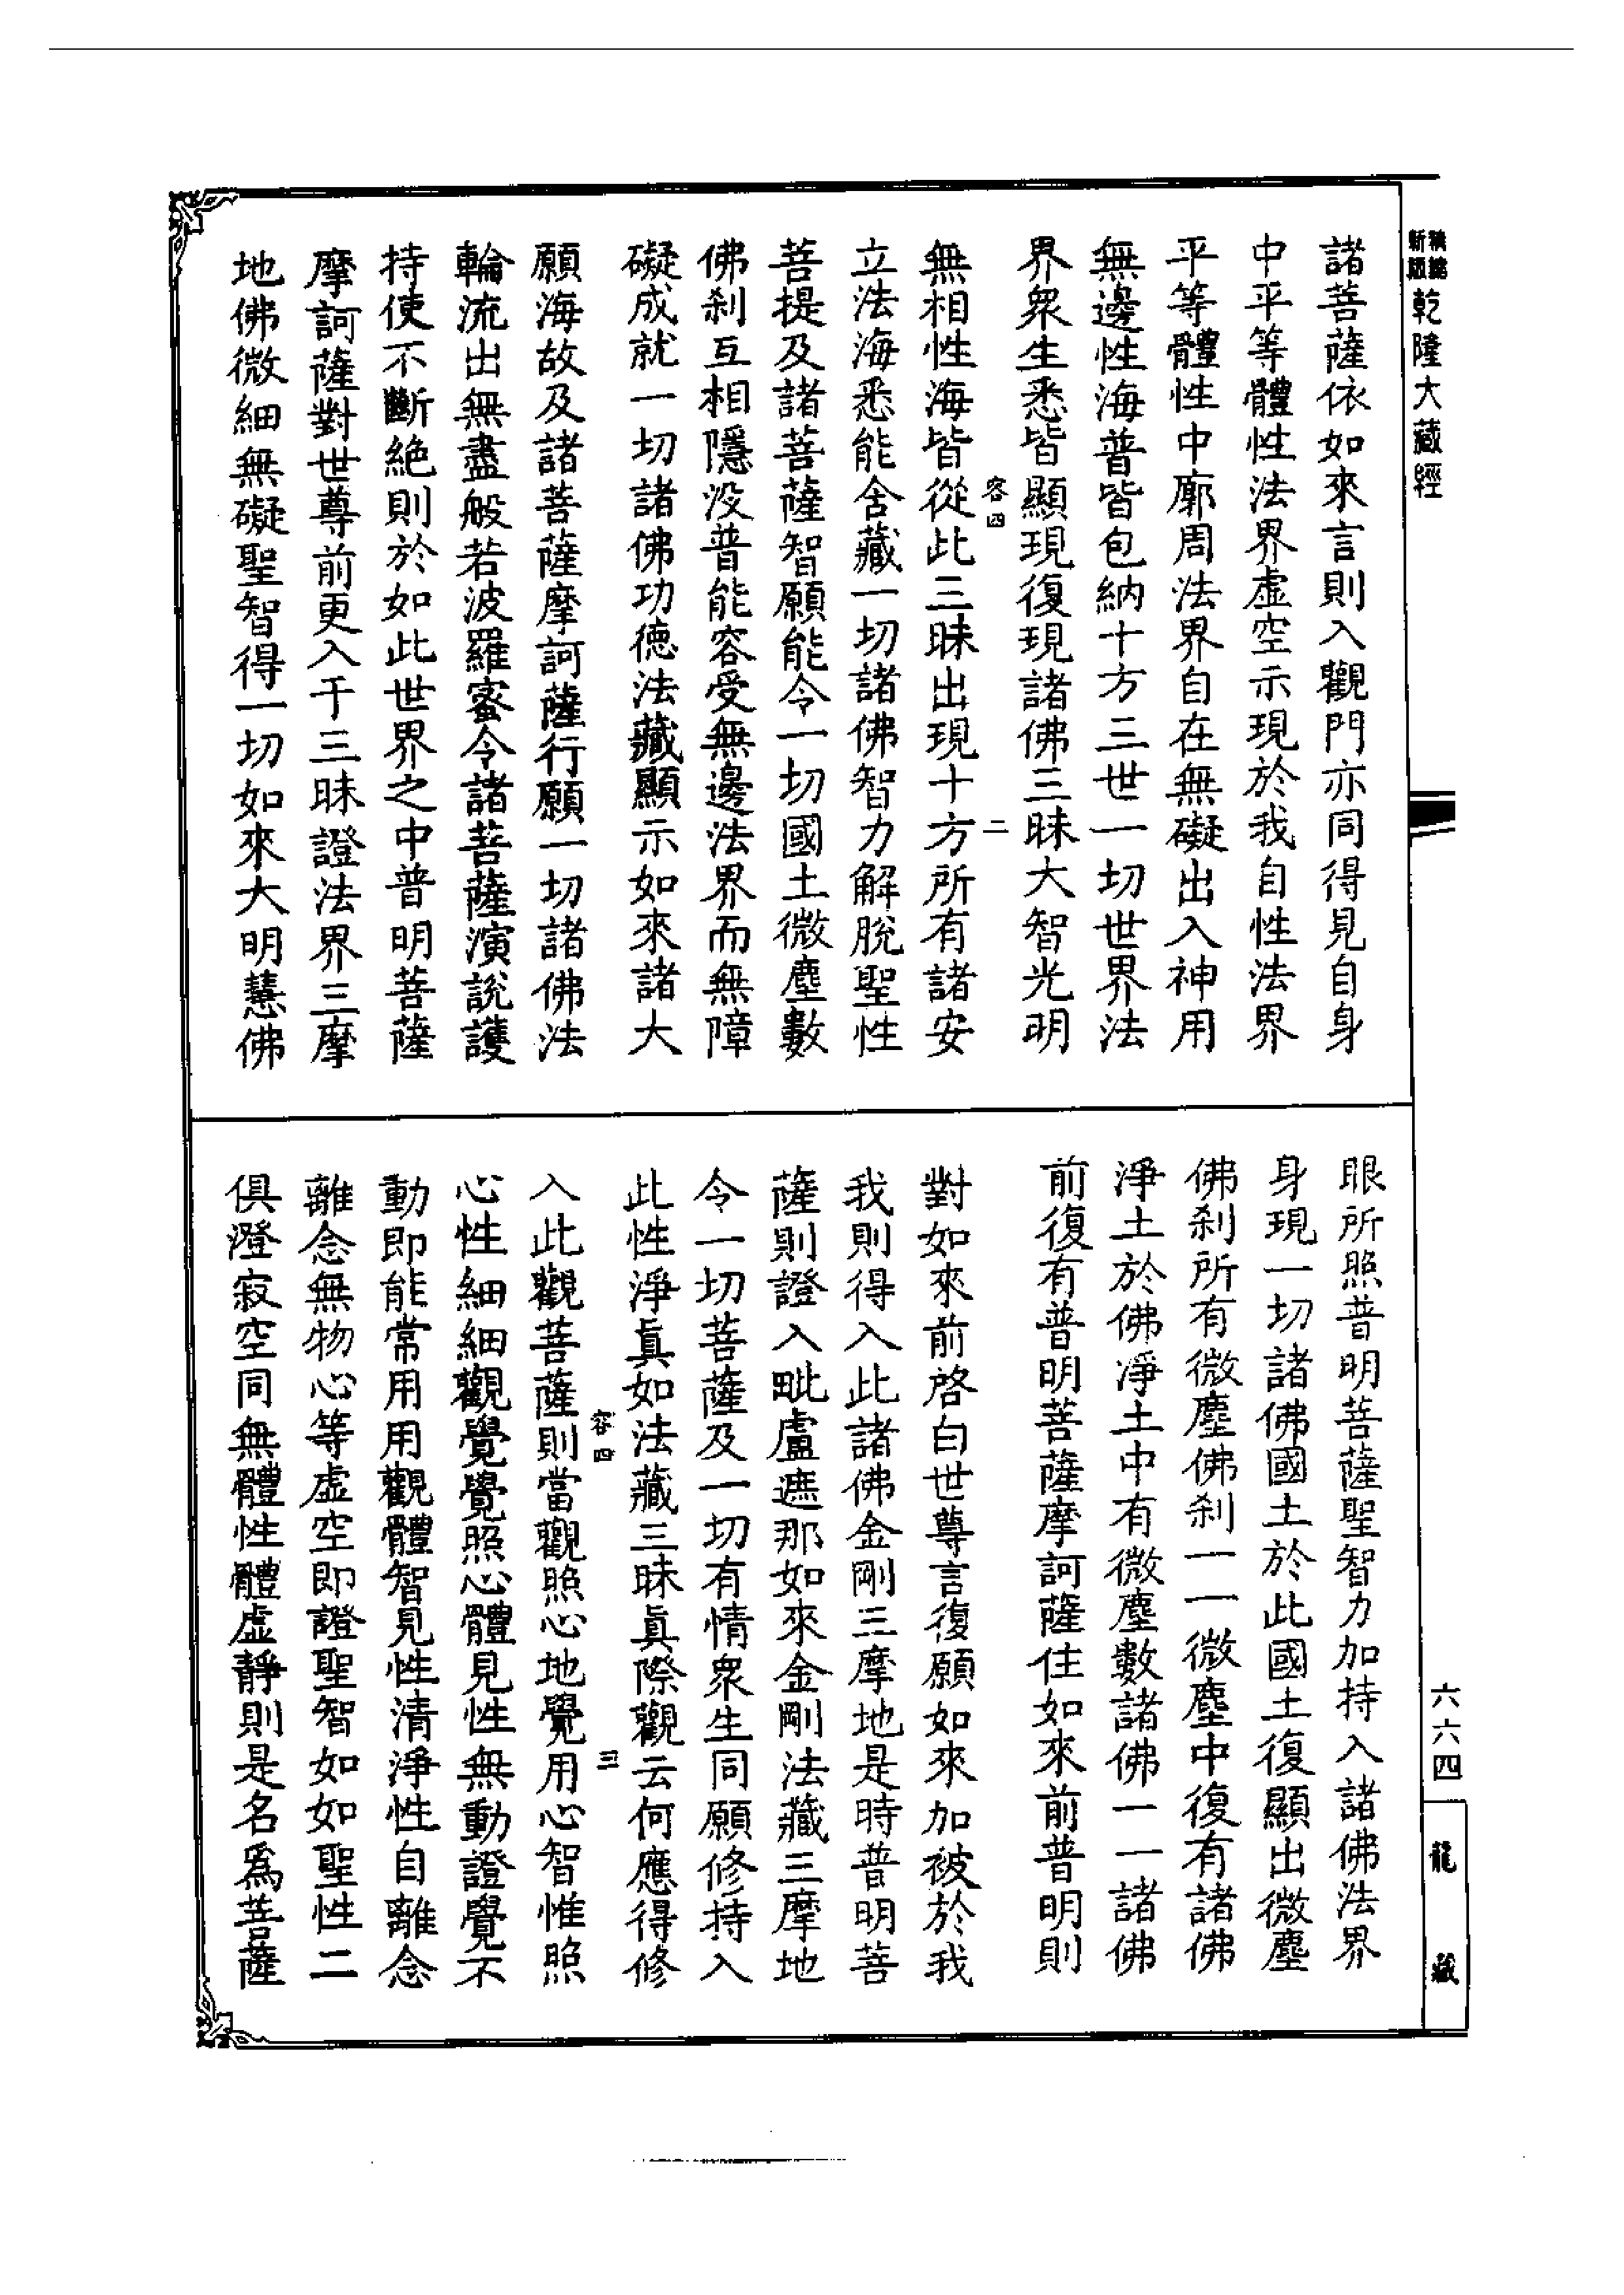 新版
乾隆大藏經
諸菩薩依如來言則入觀門亦同得見自身
中平等體性法界虛空示現於我自性法界
平等體性中廓周法界自在無礙出入神用
無邊性海普皆包納十方三世一切世界法
界衆生悉皆顯現復現諸佛三昧大智光明
容四
二
無相性海皆從此三昧出現十方所有諸安
立法海悉能含藏一切諸佛智力解脫聖性
菩提及諸菩薩智願能令一切國土微塵數
佛刹互相隱没普能容受無邊法界而無障
礙成就一切諸佛功德法藏顯示如來諸大
願海故及諸菩薩摩訶薩行願一切諸佛法
輪流出無盡般若波羅蜜令諸菩薩演說護
持使不斷絶則於如此世界之中普明菩薩
摩訶薩對世尊前更入于三昧證法界三摩
地佛微細無礙聖智得一切如來大明慧佛
眼所照普明菩薩聖智力加持入諸佛法界
身現一切諸佛國土於此國土復顯出微塵
佛刹所有微塵佛刹一一微塵中復有諸佛
淨土於佛淨土中有微塵數諸佛一一諸佛
前復有普明菩薩摩訶薩住如來前普明則
對如來前啓白世尊言復願如來加被於我
我則得入此諸佛金剛三摩地是時普明菩
薩則證入毗盧遮那如來金剛法藏三摩地
令一切菩薩及一切有情衆生同願修持入
此性淨眞如法藏三昧眞際觀云何應得修
容四
三
入此觀菩薩則當觀照心地覺用心智惟照
心性細細觀覺覺照心體見性無動證覺不
動即能常用用觀體智見性清淨性自離念
離念無物心等虛空即證聖智如如聖性二
俱澄寂空同無體性體虛靜則是名爲菩薩
六六四
龍
藏